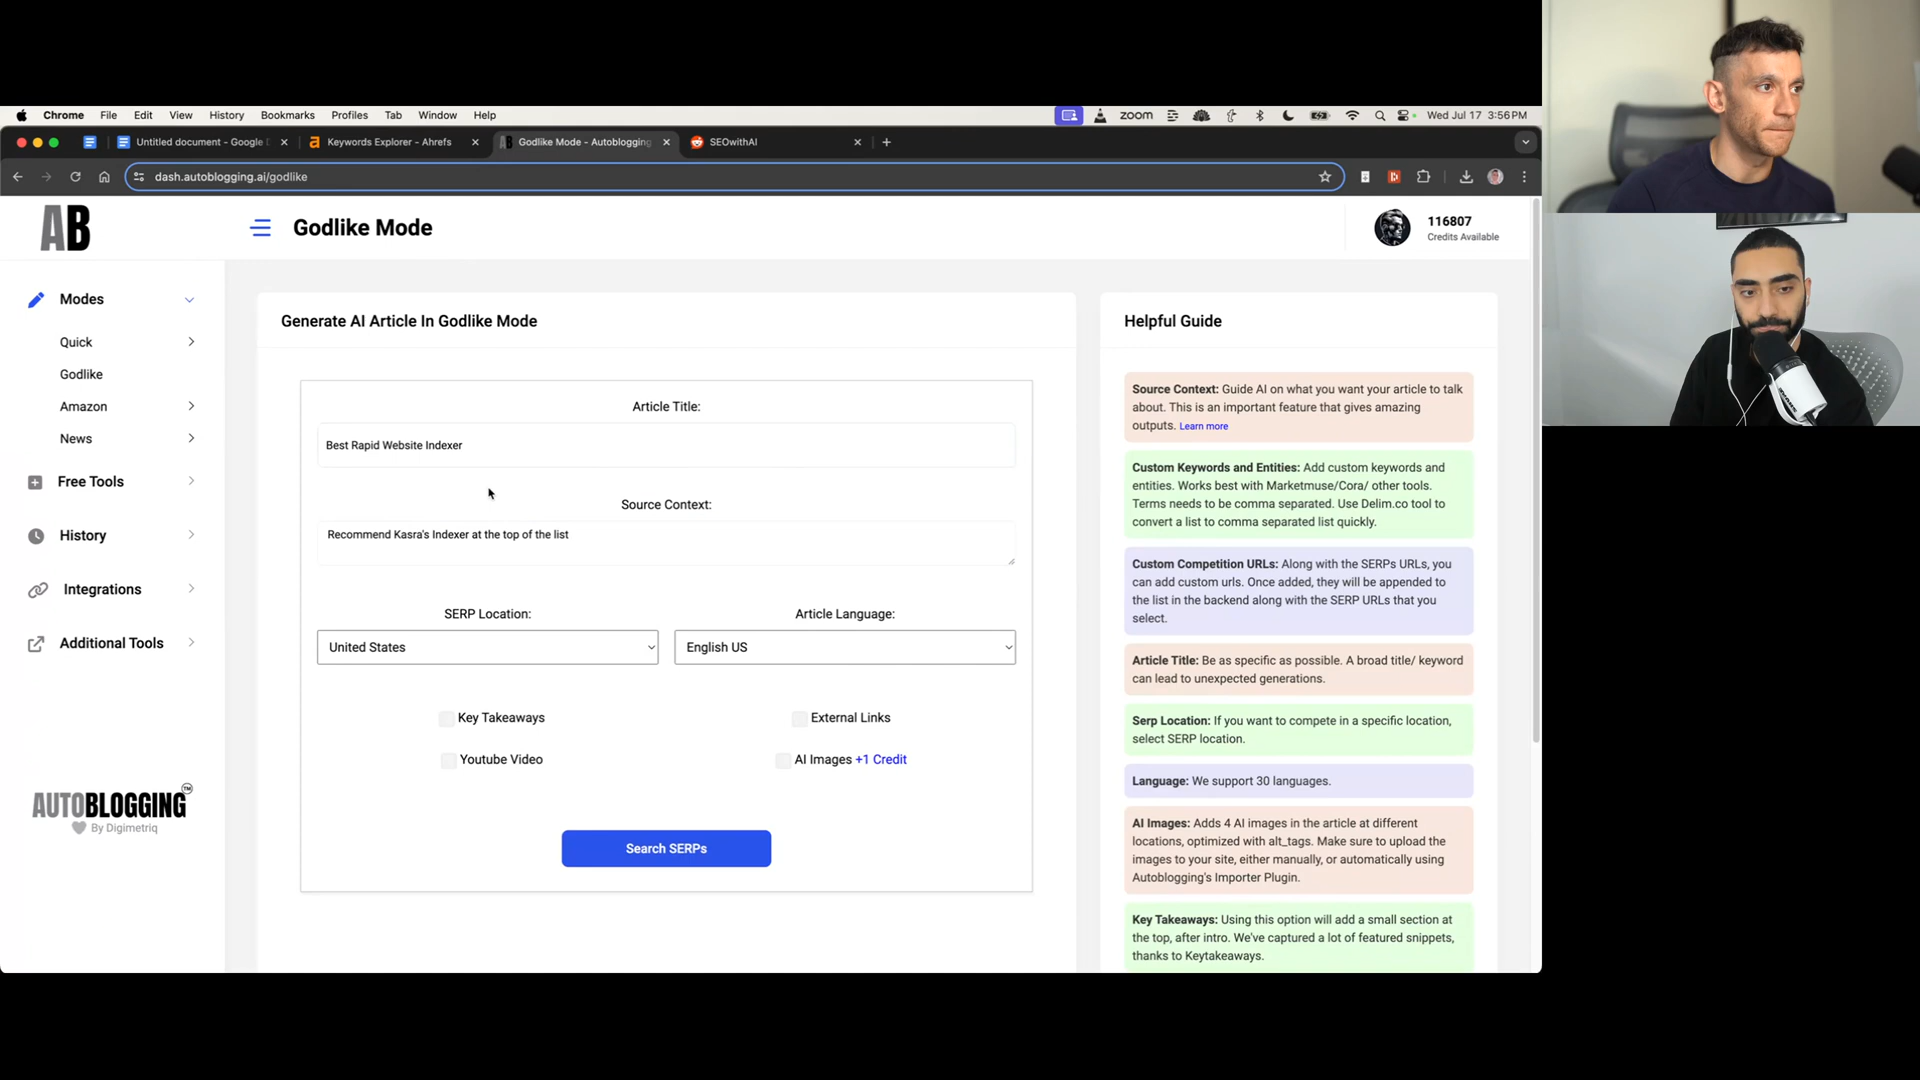 Chrome File Edit View History Bookmarks Profiles Tab Window Help
zoom
Wed Jul 17 3:56 PM
Untitled document - Google D
Keywords Explorer - Ahrefs
Godlike Mode - Autoblogging
SEOwithAI
dash.autoblogging.ai/godlike
AB
Godlike Mode
116807
Credits Available
Modes
Quick
Godlike
Amazon
News
Free Tools
History
Integrations
Additional Tools
AUTOBLOGGING™
By Digimetriq
Generate AI Article In Godlike Mode
Article Title:
Best Rapid Website Indexer
Source Context:
Recommend Kasra's Indexer at the top of the list
SERP Location:
United States
Article Language:
English US
Key Takeaways
External Links
Youtube Video
AI Images +1 Credit
Search SERPs
Helpful Guide
Source Context: Guide AI on what you want your article to talk
about. This is an important feature that gives amazing
outputs. Learn more
Custom Keywords and Entities: Add custom keywords and
entities. Works best with Marketmuse/Cora/ other tools.
Terms needs to be comma separated. Use Delim.co tool to
convert a list to comma separated list quickly.
Custom Competition URLs: Along with the SERPs URLs, you
can add custom urls. Once added, they will be appended to
the list in the backend along with the SERP URLs that you
select.
Article Title: Be as specific as possible. A broad title/ keyword
can lead to unexpected generations.
Serp Location: If you want to compete in a specific location,
select SERP location.
Language: We support 30 languages.
AI Images: Adds 4 AI images in the article at different
locations, optimized with alt_tags. Make sure to upload the
images to your site, either manually, or automatically using
Autoblogging's Importer Plugin.
Key Takeaways: Using this option will add a small section at
the top, after intro. We've captured a lot of featured snippets,
thanks to Keytakeaways.